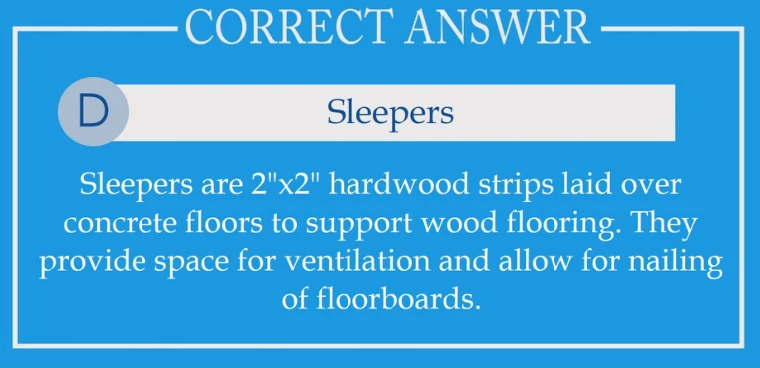 CORRECT ANSWER
D
Sleepers
Sleepers are 2"x2" hardwood strips laid over
concrete floors to support wood flooring. They
provide space for ventilation and allow for nailing
of floorboards.